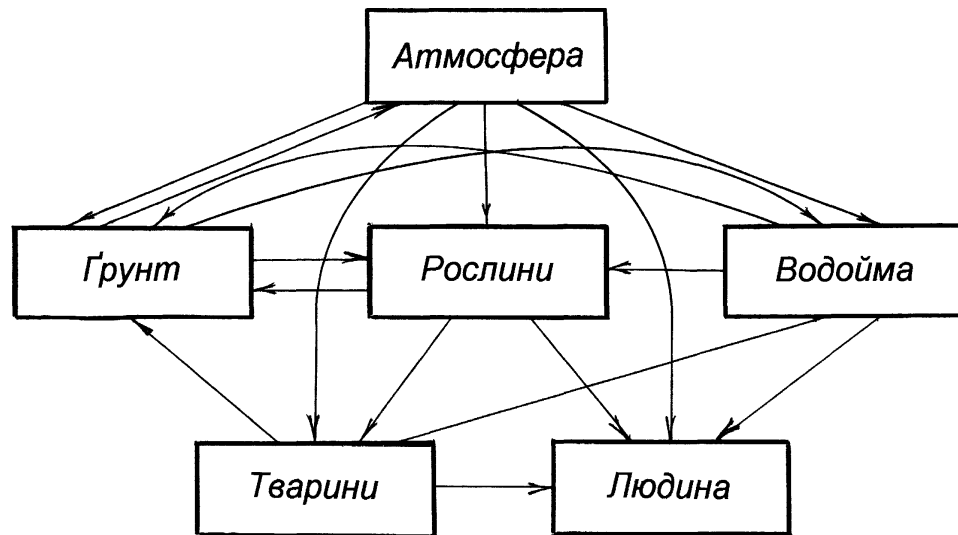 Атмосфера
Ґрунт
Рослини
Водойма
Тварини
Людина